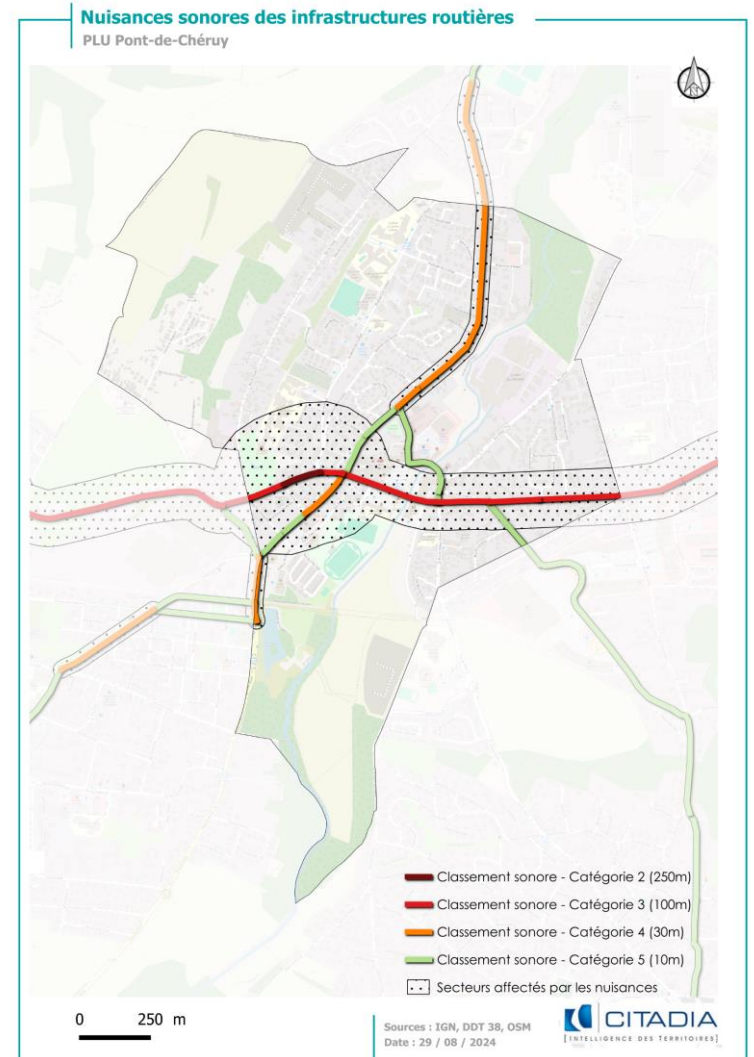 Nuisances sonores des infrastructures routières
PLU Pont-de-Chéruy
Classement sonore - Catégorie 2 (250m)
Classement sonore - Catégorie 3 (100m)
Classement sonore - Catégorie 4 (30m)
Classement sonore - Catégorie 5 (10m)
Secteurs affectés par les nuisances
0 250 m
Sources : IGN, DDT 38, OSM
Date : 29 / 08 / 2024
CITADIA
[INTELLIGENCE DES TERRITOIRES]